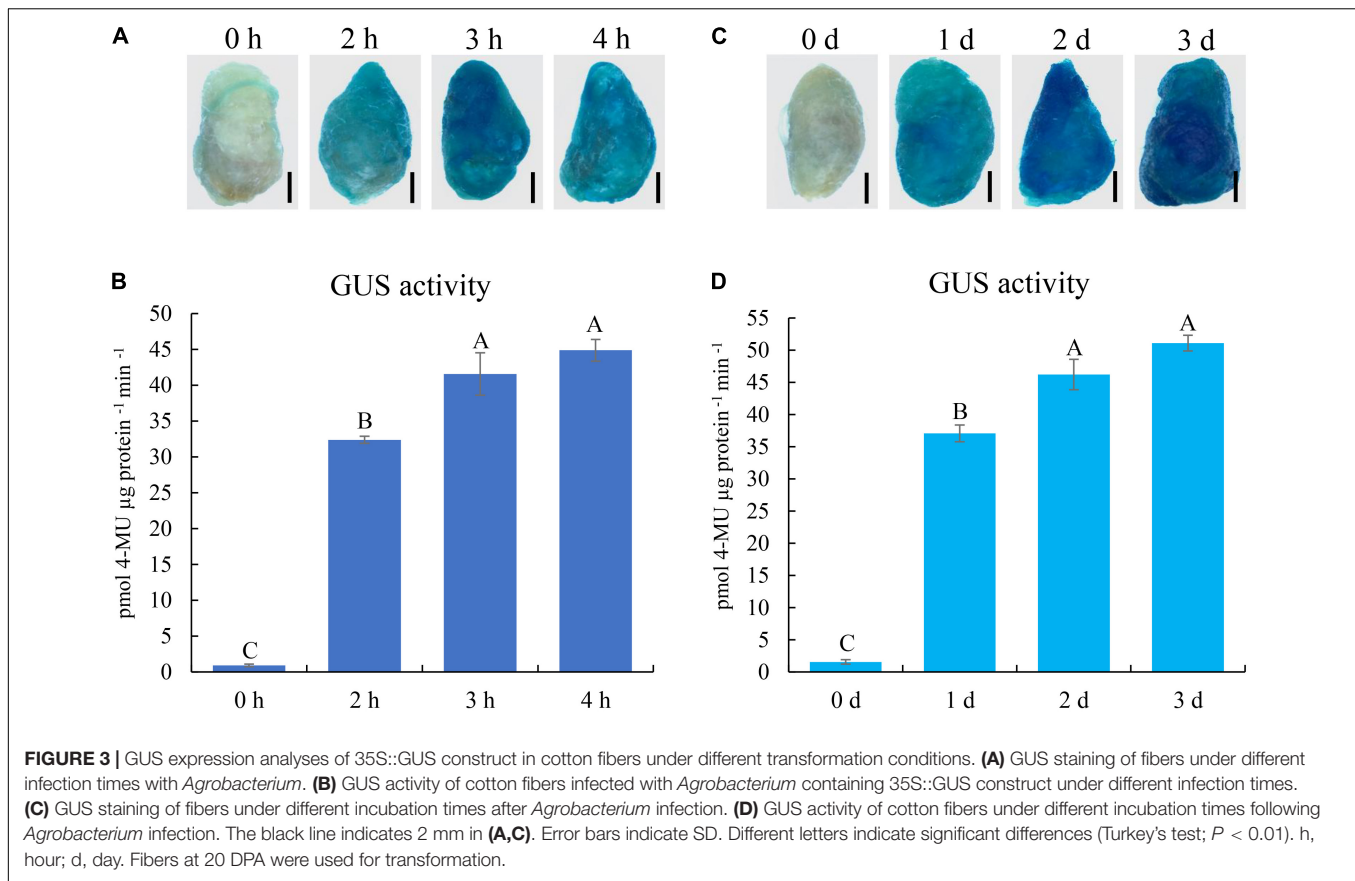 A
0 h 2 h 3 h 4 h
C
0 d 1 d 2 d 3 d
B
GUS activity
pmol 4-MU µg protein ⁻¹ min ⁻¹
50
45
40
35
30
25
20
15
10
5
0
C
B
A
A
0 h 2 h 3 h 4 h
D
GUS activity
pmol 4-MU µg protein ⁻¹ min ⁻¹
55
50
45
40
35
30
25
20
15
10
5
0
C
B
A
A
0 d 1 d 2 d 3 d
FIGURE 3 | GUS expression analyses of 35S::GUS construct in cotton fibers under different transformation conditions. (A) GUS staining of fibers under different
infection times with Agrobacterium. (B) GUS activity of cotton fibers infected with Agrobacterium containing 35S::GUS construct under different infection times.
(C) GUS staining of fibers under different incubation times after Agrobacterium infection. (D) GUS activity of cotton fibers under different incubation times following
Agrobacterium infection. The black line indicates 2 mm in (A,C). Error bars indicate SD. Different letters indicate significant differences (Turkey's test; P < 0.01). h,
hour; d, day. Fibers at 20 DPA were used for transformation.